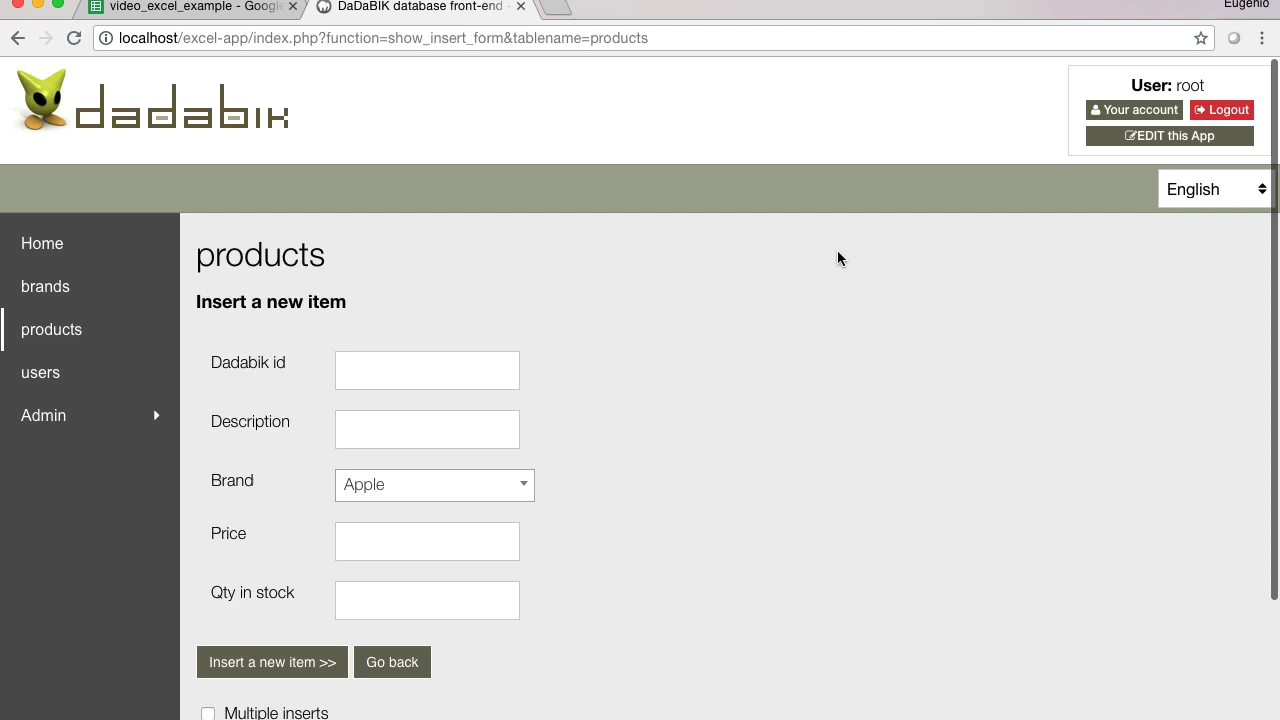 video_excel_example - Google
DaDaBIK database front-end -
Eugenio
localhost/excel-app/index.php?function=show_insert_form&tablename=products
dadabik
User: root
Your account
Logout
EDIT this App
English
Home
brands
products
users
Admin
products
Insert a new item
Dadabik id
Description
Brand
Apple
Price
Qty in stock
Insert a new item >>
Go back
Multiple inserts